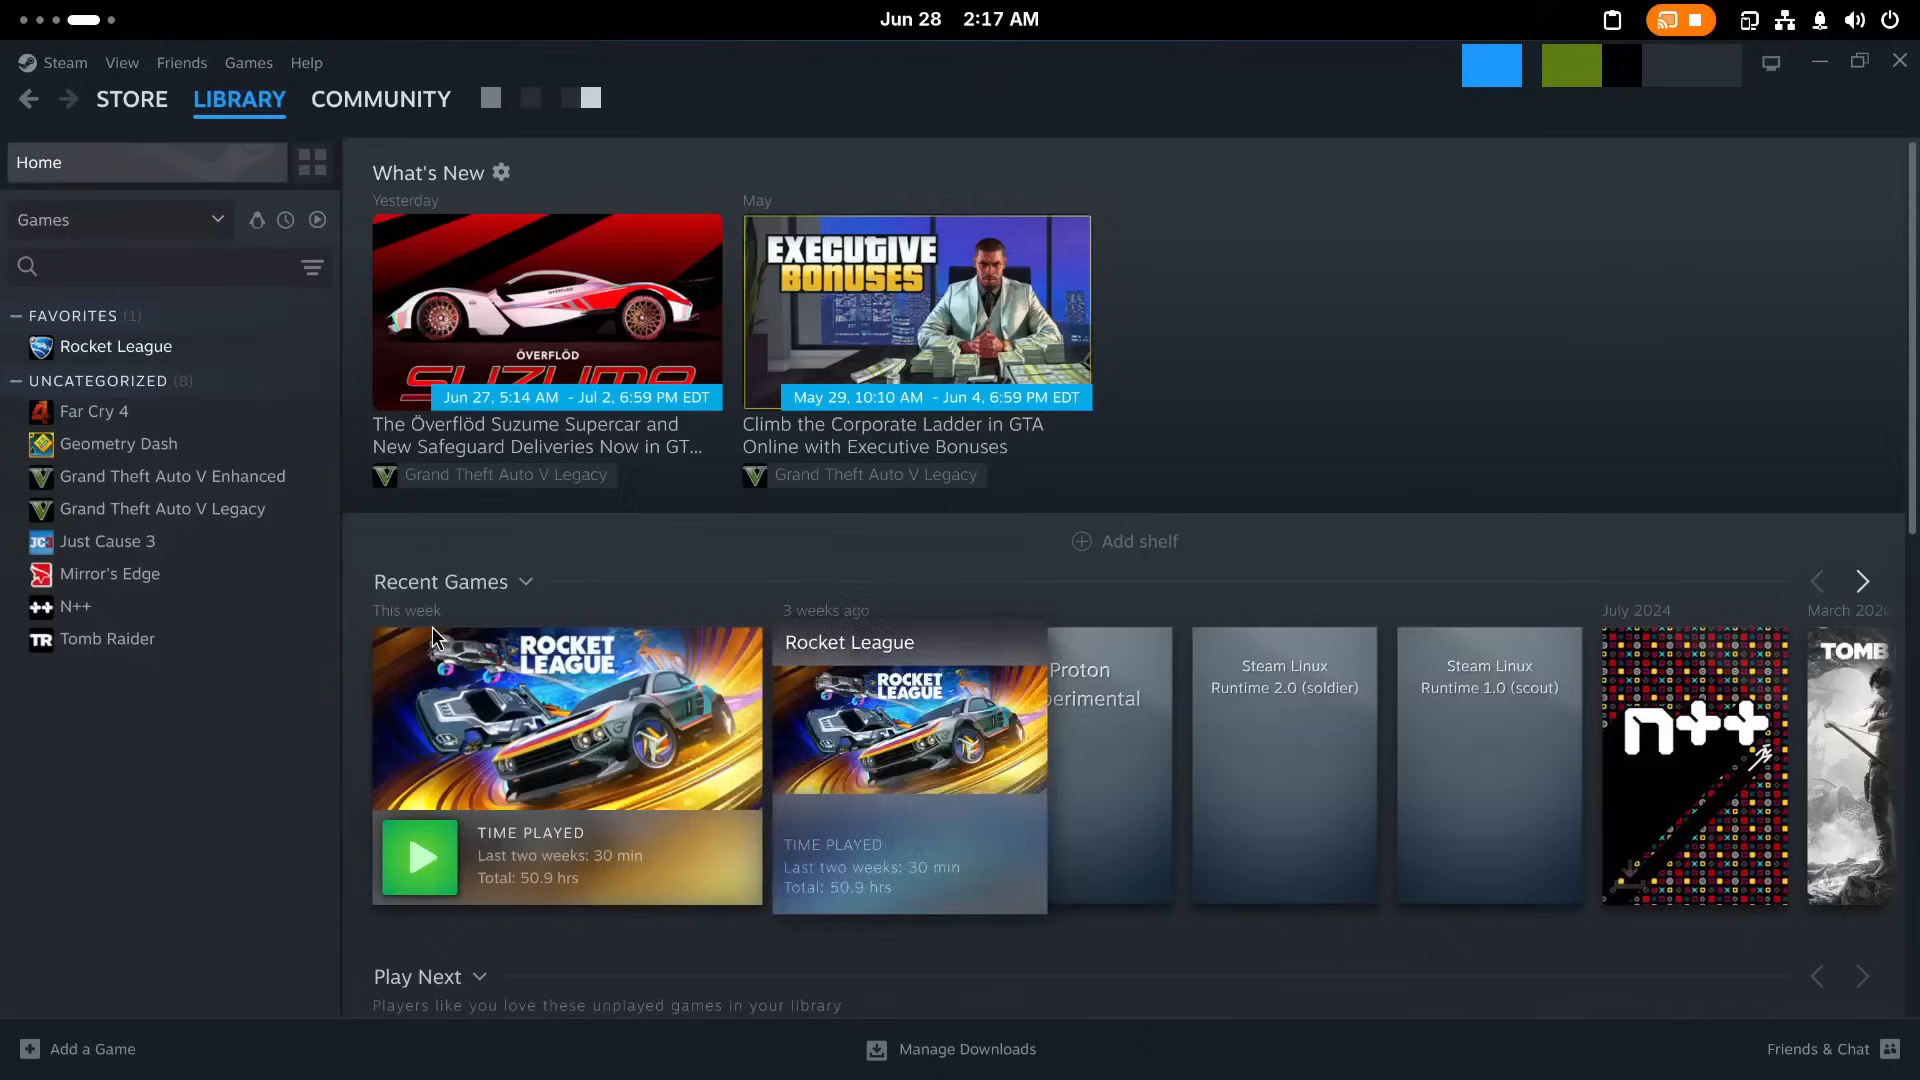 Jun 28 2:17 AM
Steam View Friends Games Help
STORE LIBRARY COMMUNITY
Home
Games
FAVORITES (1)
Rocket League
UNCATEGORIZED (8)
Far Cry 4
Geometry Dash
Grand Theft Auto V Enhanced
Grand Theft Auto V Legacy
Just Cause 3
Mirror's Edge
N++
Tomb Raider
What's New
Yesterday
ÖVERFLÖD
SUZUME
Jun 27, 5:14 AM - Jul 2, 6:59 PM EDT
The Överflöd Suzume Supercar and
New Safeguard Deliveries Now in GT...
Grand Theft Auto V Legacy
May
EXECUTIVE
BONUSES
May 29, 10:10 AM - Jun 4, 6:59 PM EDT
Climb the Corporate Ladder in GTA
Online with Executive Bonuses
Grand Theft Auto V Legacy
Add shelf
Recent Games
This week
ROCKET
LEAGUE
TIME PLAYED
Last two weeks: 30 min
Total: 50.9 hrs
3 weeks ago
Rocket League
ROCKET
LEAGUE
TIME PLAYED
Last two weeks: 30 min
Total: 50.9 hrs
Proton
perimental
Steam Linux
Runtime 2.0 (soldier)
Steam Linux
Runtime 1.0 (scout)
July 2024
n++
March 202
TOMB
Play Next
Players like you love these unplayed games in your library
Add a Game
Manage Downloads
Friends & Chat